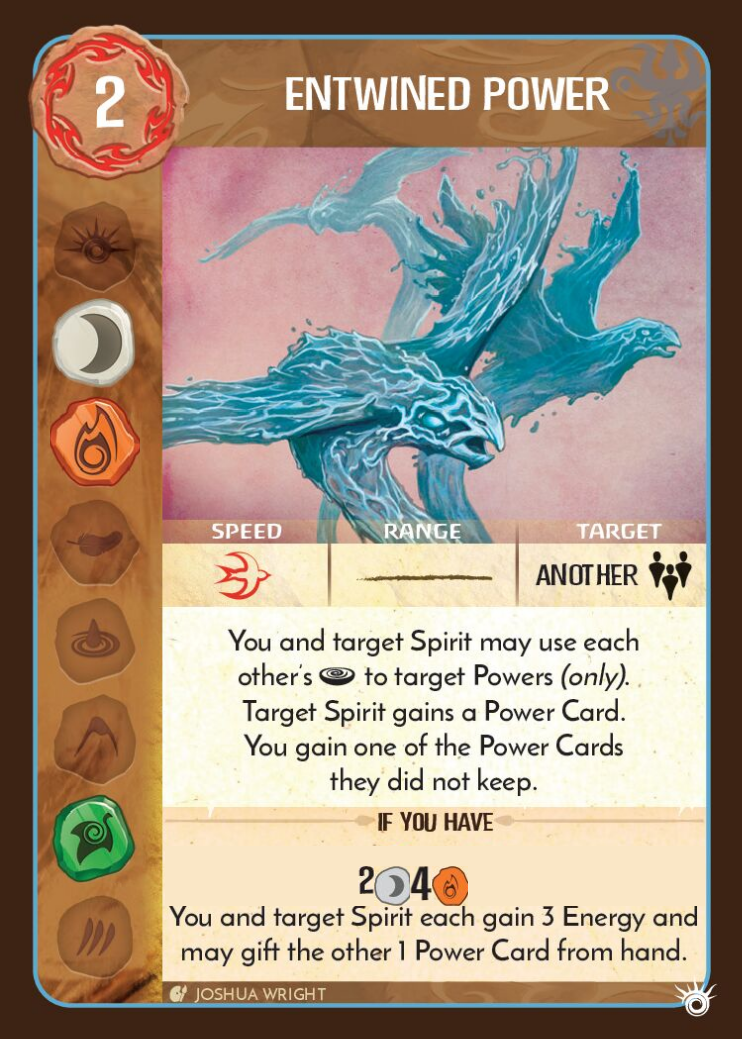 2
ENTWINED POWER
SPEED RANGE TARGET
ANOTHER
You and target Spirit may use each
other's to target Powers (only).
Target Spirit gains a Power Card.
You gain one of the Power Cards
they did not keep.
IF YOU HAVE
2 4
You and target Spirit each gain 3 Energy and
may gift the other 1 Power Card from hand.
JOSHUA WRIGHT